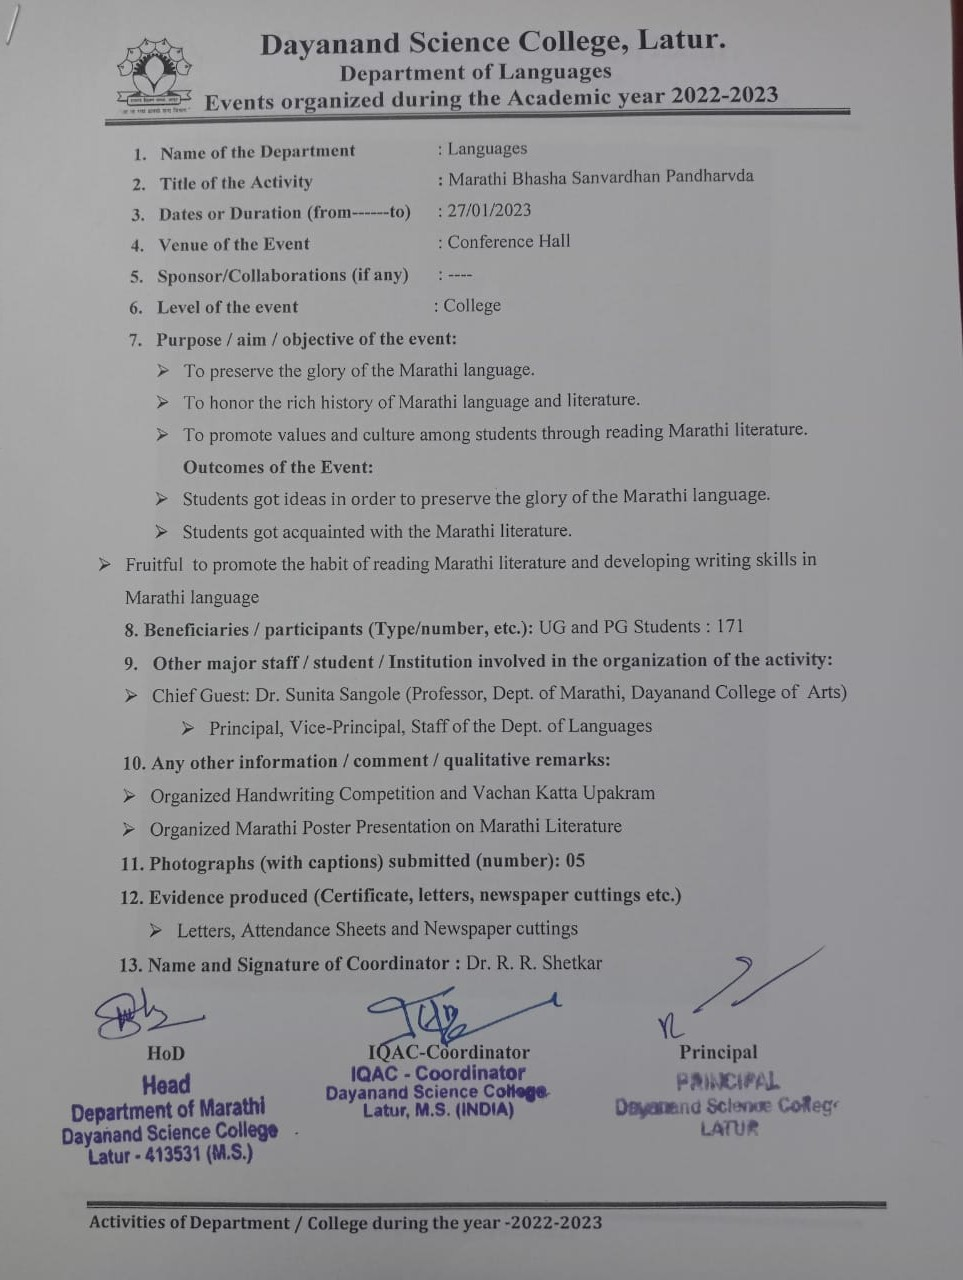 Dayanand Science College, Latur.
Department of Languages
Events organized during the Academic year 2022-2023
1. Name of the Department : Languages
2. Title of the Activity : Marathi Bhasha Sanvardhan Pandharvda
3. Dates or Duration (from------to) : 27/01/2023
4. Venue of the Event : Conference Hall
5. Sponsor/Collaborations (if any) : ----
6. Level of the event : College
7. Purpose / aim / objective of the event:
➢ To preserve the glory of the Marathi language.
➢ To honor the rich history of Marathi language and literature.
➢ To promote values and culture among students through reading Marathi literature.
Outcomes of the Event:
➢ Students got ideas in order to preserve the glory of the Marathi language.
➢ Students got acquainted with the Marathi literature.
➢ Fruitful to promote the habit of reading Marathi literature and developing writing skills in
Marathi language
8. Beneficiaries / participants (Type/number, etc.): UG and PG Students : 171
9. Other major staff / student / Institution involved in the organization of the activity:
➢ Chief Guest: Dr. Sunita Sangole (Professor, Dept. of Marathi, Dayanand College of Arts)
➢ Principal, Vice-Principal, Staff of the Dept. of Languages
10. Any other information / comment / qualitative remarks:
➢ Organized Handwriting Competition and Vachan Katta Upakram
➢ Organized Marathi Poster Presentation on Marathi Literature
11. Photographs (with captions) submitted (number): 05
12. Evidence produced (Certificate, letters, newspaper cuttings etc.)
➢ Letters, Attendance Sheets and Newspaper cuttings
13. Name and Signature of Coordinator : Dr. R. R. Shetkar
HoD
Head
Department of Marathi
Dayanand Science College
Latur - 413531 (M.S.)
IQAC-Coordinator
IQAC - Coordinator
Dayanand Science College
Latur, M.S. (INDIA)
Principal
PRINCIPAL
Dayanand Science Colleg
LATUR
Activities of Department / College during the year -2022-2023